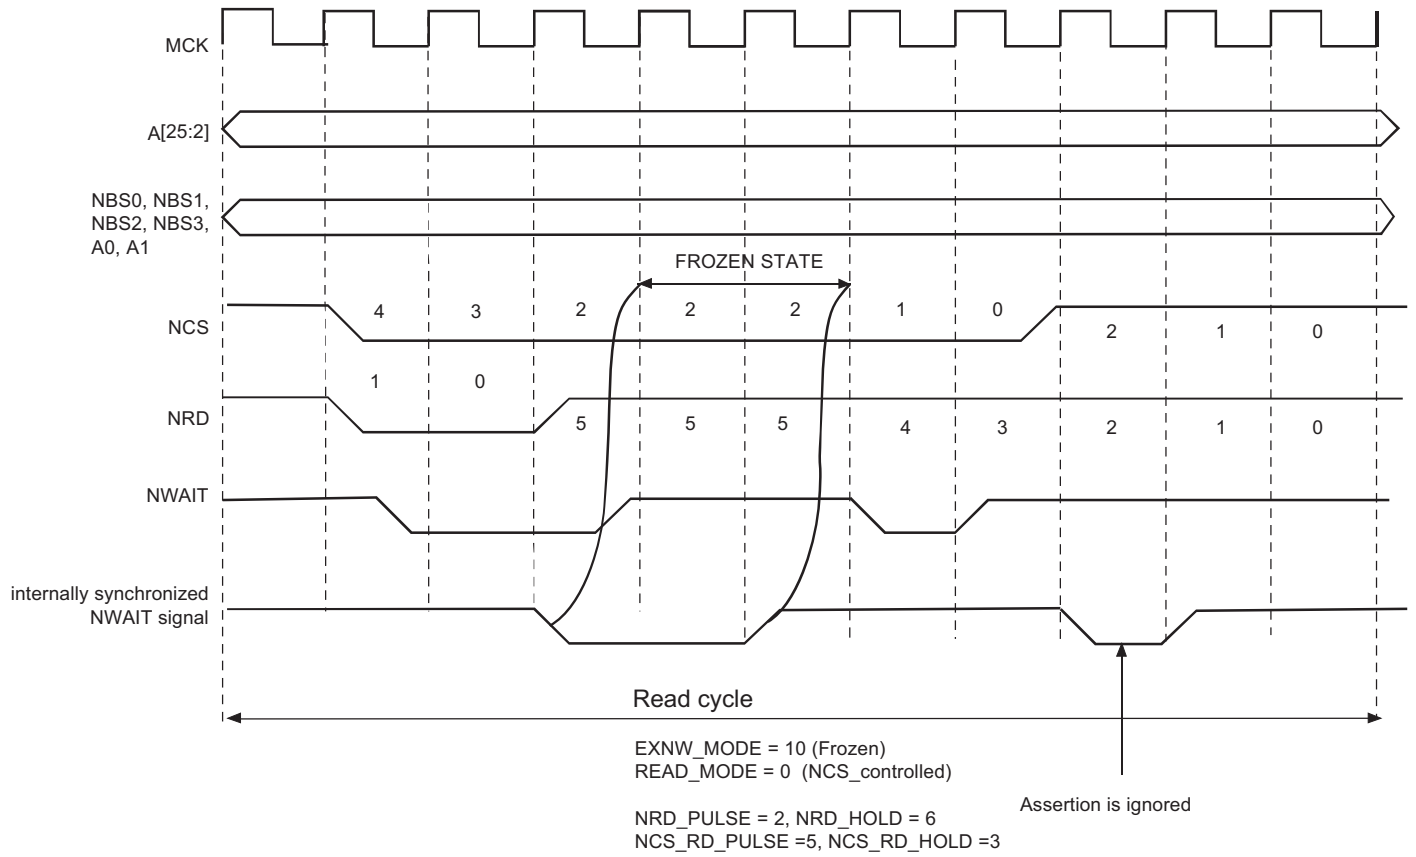 MCK
A[25:2]
NBS0, NBS1,
NBS2, NBS3,
A0, A1
FROZEN STATE
NCS
4 3 2 2 2 1 0
2 1 0
1 0
NRD
5 5 5 4 3 2 1 0
NWAIT
internally synchronized
NWAIT signal
Read cycle
EXNW_MODE = 10 (Frozen)
READ_MODE = 0 (NCS_controlled)
Assertion is ignored
NRD_PULSE = 2, NRD_HOLD = 6
NCS_RD_PULSE =5, NCS_RD_HOLD =3